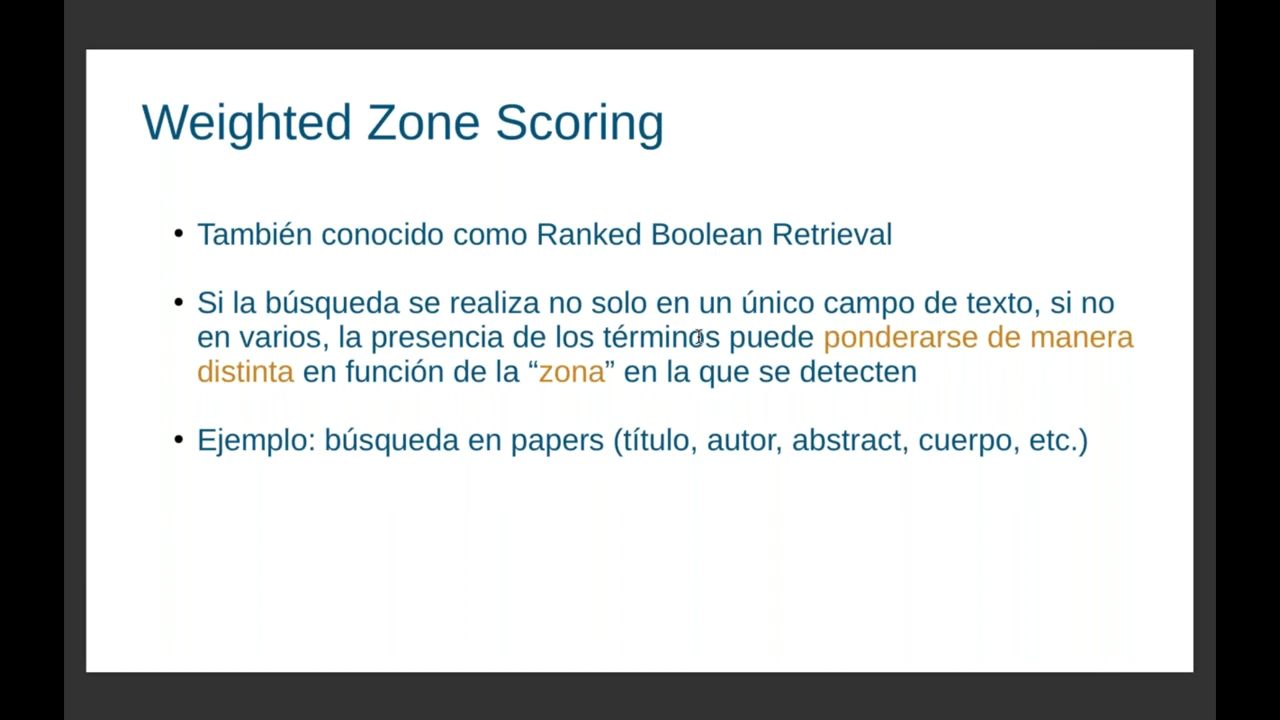 Weighted Zone Scoring
• También conocido como Ranked Boolean Retrieval
• Si la búsqueda se realiza no solo en un único campo de texto, si no
en varios, la presencia de los términos puede ponderarse de manera
distinta en función de la “zona” en la que se detecten
• Ejemplo: búsqueda en papers (título, autor, abstract, cuerpo, etc.)